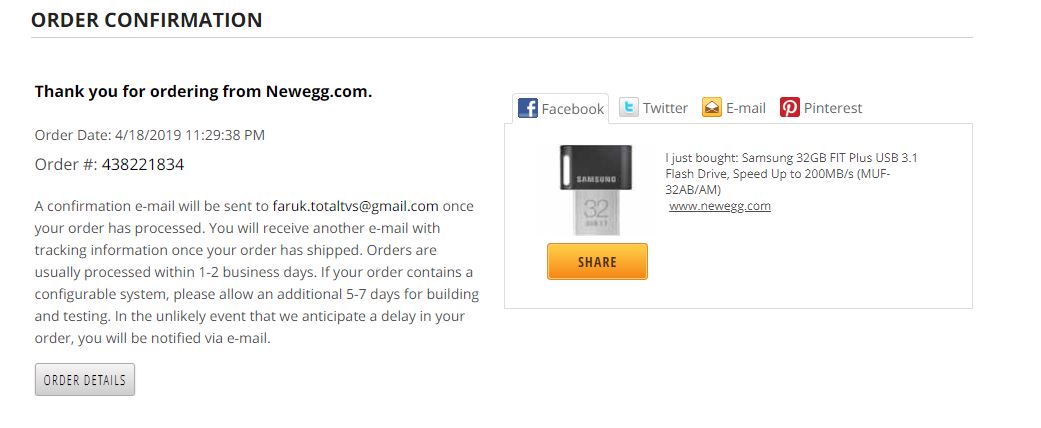 ORDER CONFIRMATION
Thank you for ordering from Newegg.com.
Order Date: 4/18/2019 11:29:38 PM
Order #: 438221834
A confirmation e-mail will be sent to faruk.totaltvs@gmail.com once
your order has processed. You will receive another e-mail with
tracking information once your order has shipped. Orders are
usually processed within 1-2 business days. If your order contains a
configurable system, please allow an additional 5-7 days for building
and testing. In the unlikely event that we anticipate a delay in your
order, you will be notified via e-mail.
ORDER DETAILS
Facebook Twitter E-mail Pinterest
SAMSUNG
32
I just bought: Samsung 32GB FIT Plus USB 3.1
Flash Drive, Speed Up to 200MB/s (MUF-
32AB/AM)
www.newegg.com
SHARE